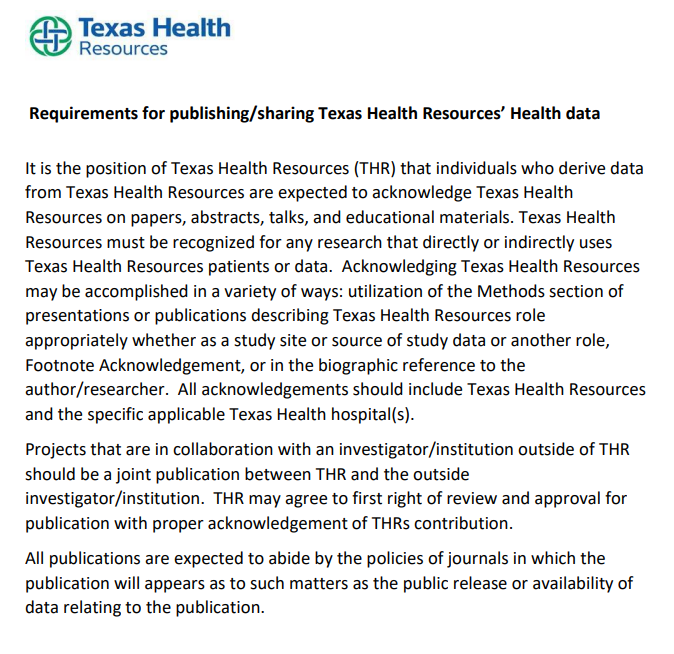 Texas Health
Resources
Requirements for publishing/sharing Texas Health Resources’ Health data
It is the position of Texas Health Resources (THR) that individuals who derive data
from Texas Health Resources are expected to acknowledge Texas Health
Resources on papers, abstracts, talks, and educational materials. Texas Health
Resources must be recognized for any research that directly or indirectly uses
Texas Health Resources patients or data.  Acknowledging Texas Health Resources
may be accomplished in a variety of ways: utilization of the Methods section of
presentations or publications describing Texas Health Resources role
appropriately whether as a study site or source of study data or another role,
Footnote Acknowledgement, or in the biographic reference to the
author/researcher.  All acknowledgements should include Texas Health Resources
and the specific applicable Texas Health hospital(s).
Projects that are in collaboration with an investigator/institution outside of THR
should be a joint publication between THR and the outside
investigator/institution.  THR may agree to first right of review and approval for
publication with proper acknowledgement of THRs contribution.
All publications are expected to abide by the policies of journals in which the
publication will appears as to such matters as the public release or availability of
data relating to the publication.